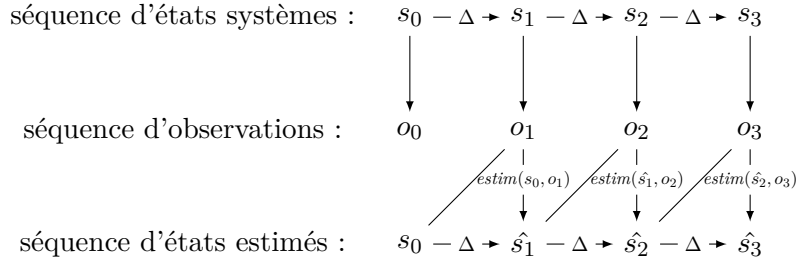 séquence d'états systèmes : s₀ – Δ → s₁ – Δ → s₂ – Δ → s₃
séquence d'observations : o₀ o₁ o₂ o₃
estim(s₀, o₁) estim(ŝ₁, o₂) estim(ŝ₂, o₃)
séquence d'états estimés : s₀ – Δ → ŝ₁ – Δ → ŝ₂ – Δ → ŝ₃